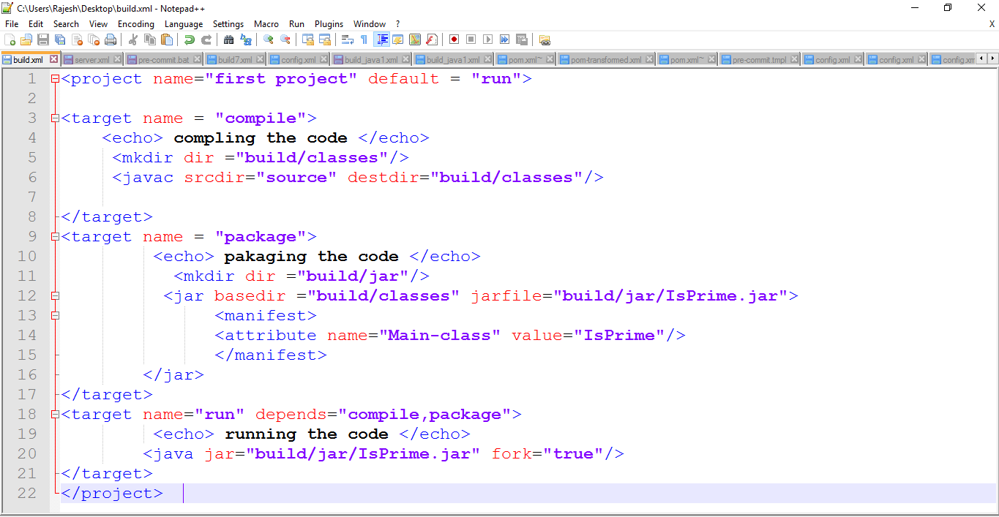 C:\Users\Rajesh\Desktop\build.xml - Notepad++
File Edit Search View Encoding Language Settings Macro Run Plugins Window ? X
build.xml server.xml pre-commit.bat build7.xml config.xml build_java1.xml build_java1.xml pom.xml~ pom-transformed.xml pom.xml~ pre-commit.tmpl config.xml config.xml config.xm
1 <project name="first project" default = "run">
2
3 <target name = "compile">
4 <echo> compling the code </echo>
5 <mkdir dir ="build/classes"/>
6 <javac srcdir="source" destdir="build/classes"/>
7
8 </target>
9 <target name = "package">
10 <echo> pakaging the code </echo>
11 <mkdir dir ="build/jar"/>
12 <jar basedir ="build/classes" jarfile="build/jar/IsPrime.jar">
13 <manifest>
14 <attribute name="Main-class" value="IsPrime"/>
15 </manifest>
16 </jar>
17 </target>
18 <target name="run" depends="compile,package">
19 <echo> running the code </echo>
20 <java jar="build/jar/IsPrime.jar" fork="true"/>
21 </target>
22 </project>